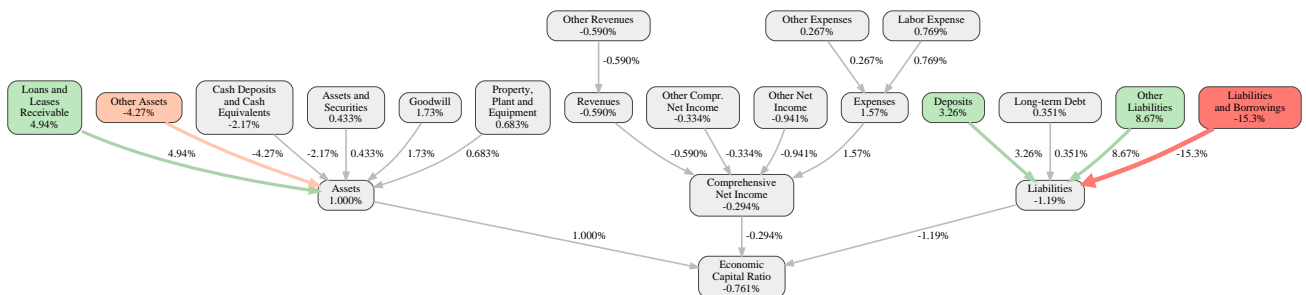 Other Revenues
-0.590%
Other Expenses
0.267%
Labor Expense
0.769%
-0.590%
0.267%
0.769%
Loans and
Leases
Receivable
4.94%
Other Assets
-4.27%
Cash Deposits
and Cash
Equivalents
-2.17%
Assets and
Securities
0.433%
Goodwill
1.73%
Property,
Plant and
Equipment
0.683%
Revenues
-0.590%
Other Compr.
Net Income
-0.334%
Other Net
Income
-0.941%
Expenses
1.57%
Deposits
3.26%
Long-term Debt
0.351%
Other
Liabilities
8.67%
Liabilities
and Borrowings
-15.3%
4.94%
-4.27%
-2.17%
0.433%
1.73%
0.683%
-0.590%
-0.334%
-0.941%
1.57%
3.26%
0.351%
8.67%
-15.3%
Assets
1.000%
Comprehensive
Net Income
-0.294%
Liabilities
-1.19%
1.000%
-0.294%
-1.19%
Economic
Capital Ratio
-0.761%